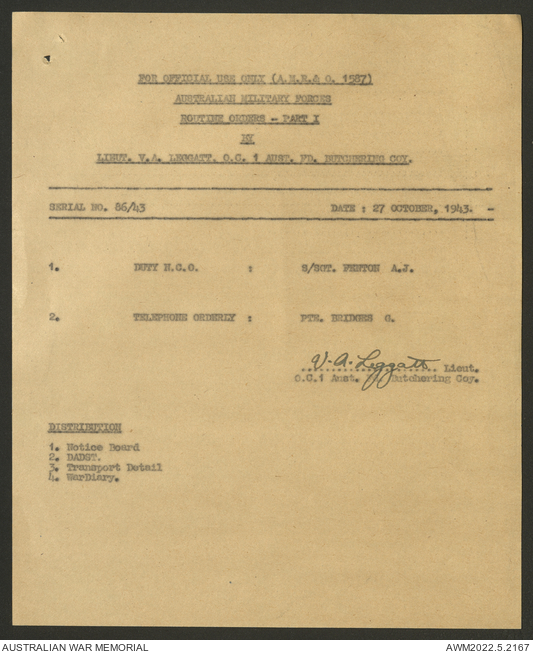 FOR OFFICIAL USE ONLY (A.M.R.& O. 1587)
AUSTRALIAN MILITARY FORCES
ROUTINE ORDERS - PART I
BY
LIEUT. V.A. LEGGATT. O.C. 1 AUST. FD. BUTCHERING COY.
SERIAL NO. 86/43 DATE : 27 OCTOBER, 1943. -
1. DUTY N.C.O. : S/SGT. FENTON A.J.
2. TELEPHONE ORDERLY : PTE. BRIDGES G.
V. A. Leggatt Lieut.
O.C.1 Aust. Butchering Coy.
DISTRIBUTION
1. Notice Board
2. DADST.
3. Transport Detail
4. WarDiary.
AUSTRALIAN WAR MEMORIAL AWM2022.5.2167